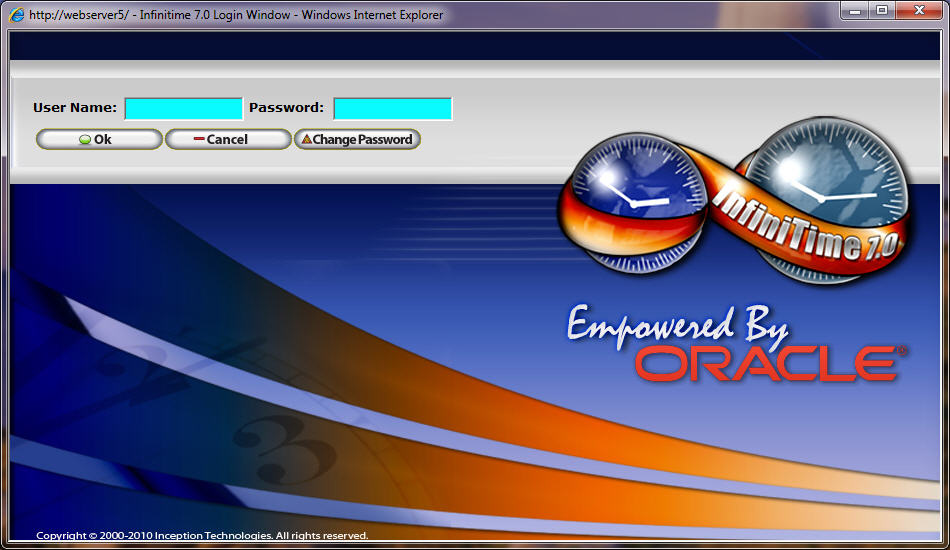 http://webserver5/ - Infinitime 7.0 Login Window - Windows Internet Explorer
User Name: Password:
Ok Cancel Change Password
InfiniTime 7.0
Empowered By
ORACLE®
Copyright © 2000-2010 Inception Technologies. All rights reserved.